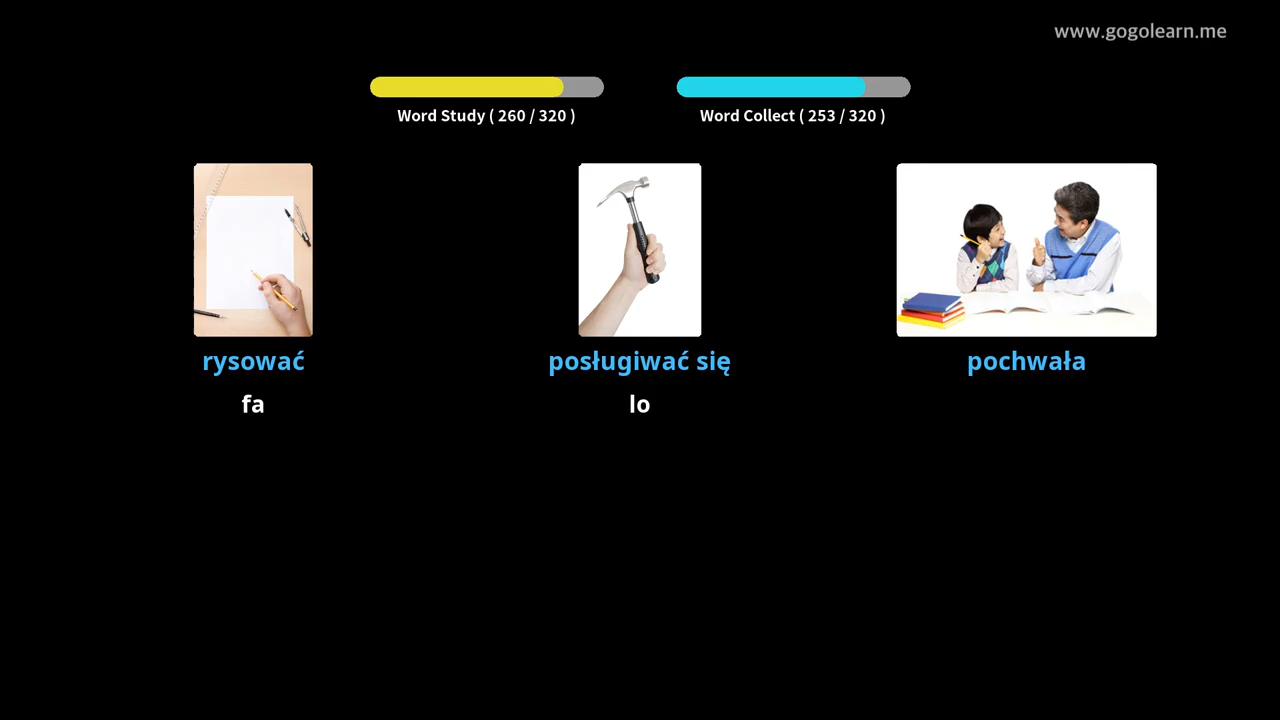 www.gogolearn.me
Word Study ( 260 / 320 )
Word Collect ( 253 / 320 )
rysować
posługiwać się
pochwała
fa
lo